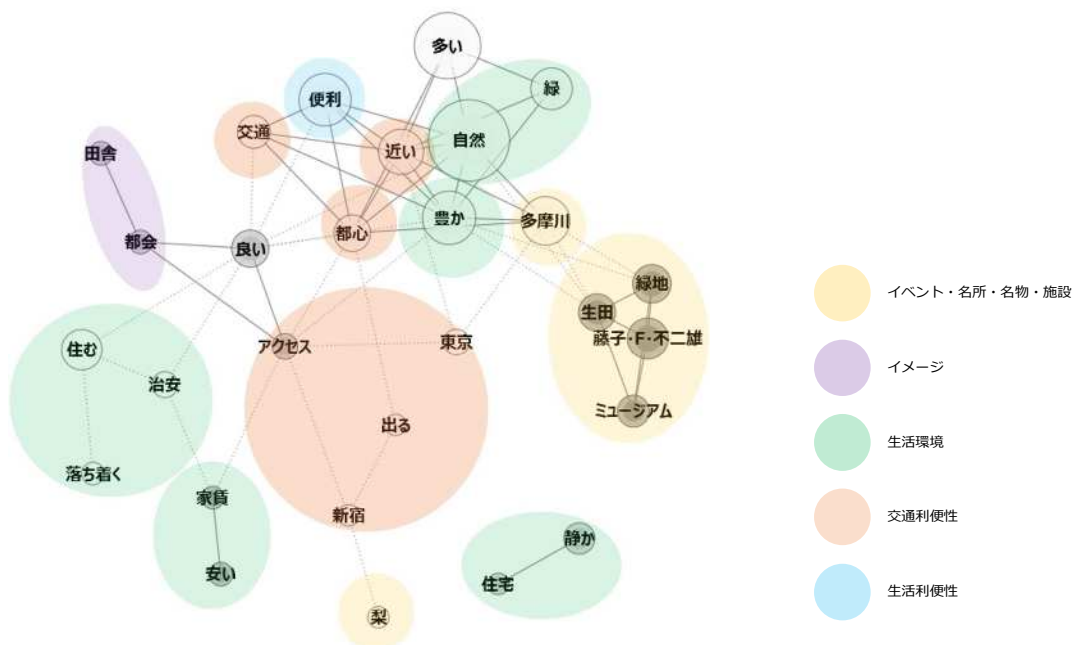 多い
緑
便利
交通
自然
近い
田舎
豊か
多摩川
都心
都会
良い
緑地
生田
藤子・F・不二雄
ミュージアム
アクセス
東京
住む
治安
出る
落ち着く
家賃
新宿
安い
静か
住宅
梨
イベント・名所・名物・施設
イメージ
生活環境
交通利便性
生活利便性